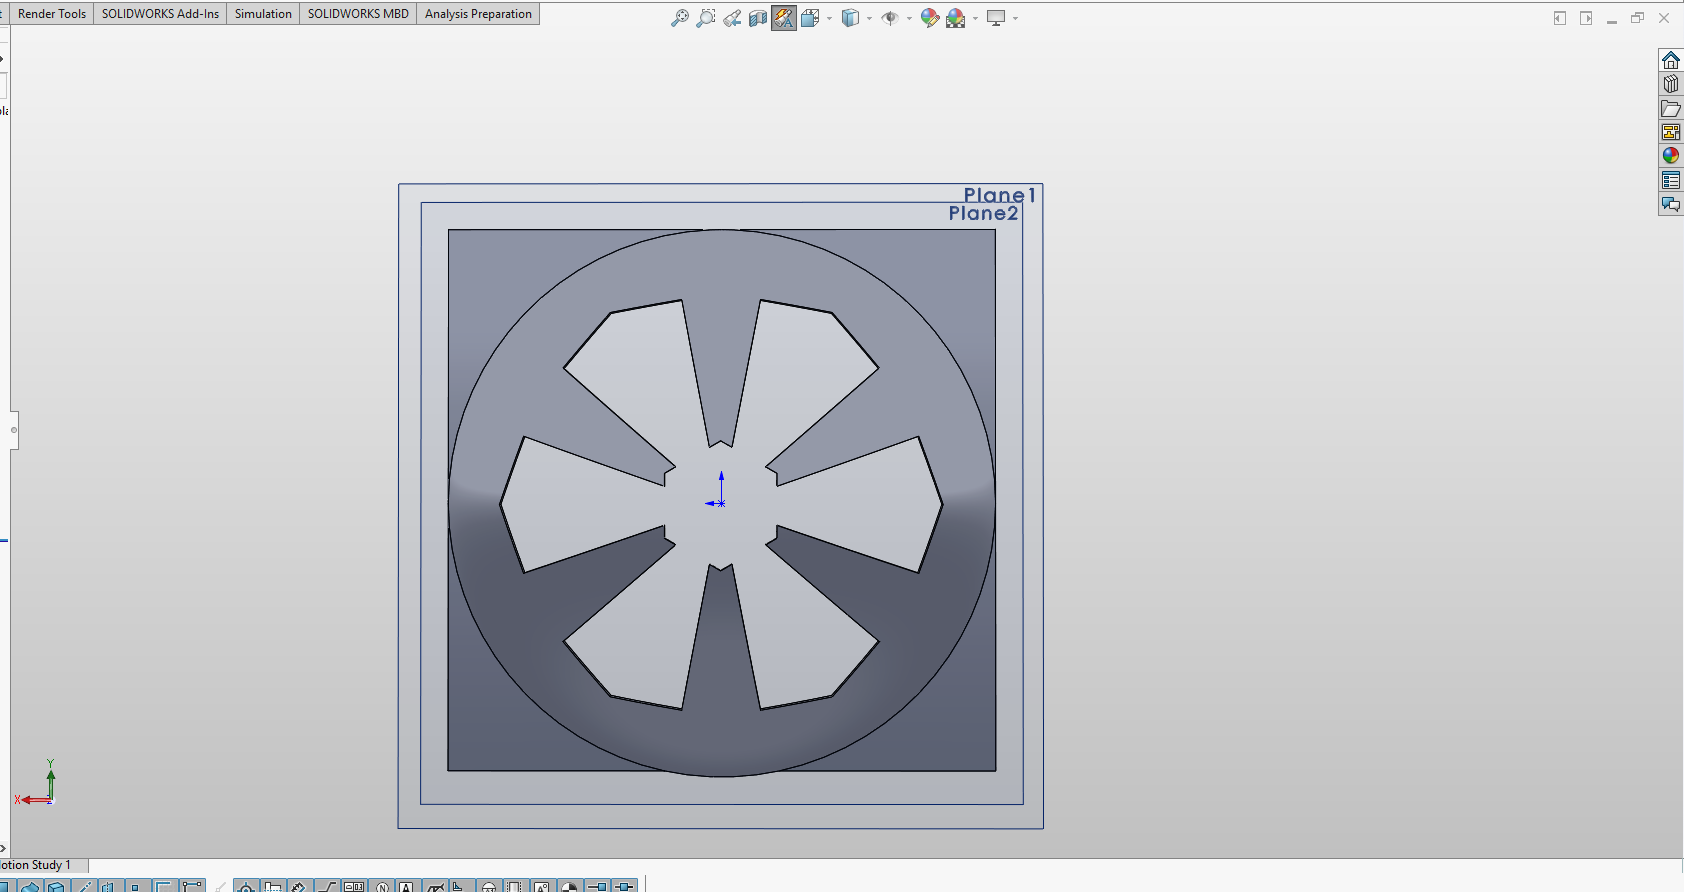 Render Tools
SOLIDWORKS Add-Ins
Simulation
SOLIDWORKS MBD
Analysis Preparation
Plane1
Plane2
Y
X
otion Study 1